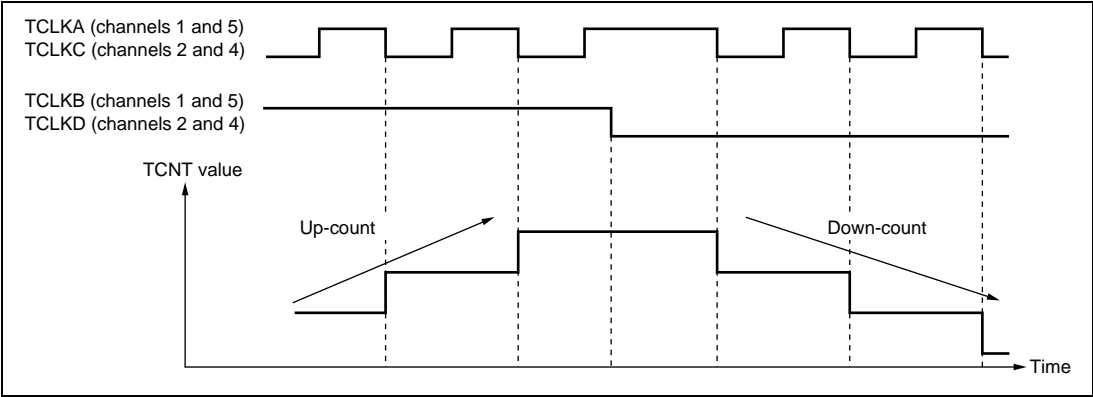 TCLKA (channels 1 and 5)
TCLKC (channels 2 and 4)
TCLKB (channels 1 and 5)
TCLKD (channels 2 and 4)
TCNT value
Up-count
Down-count
Time